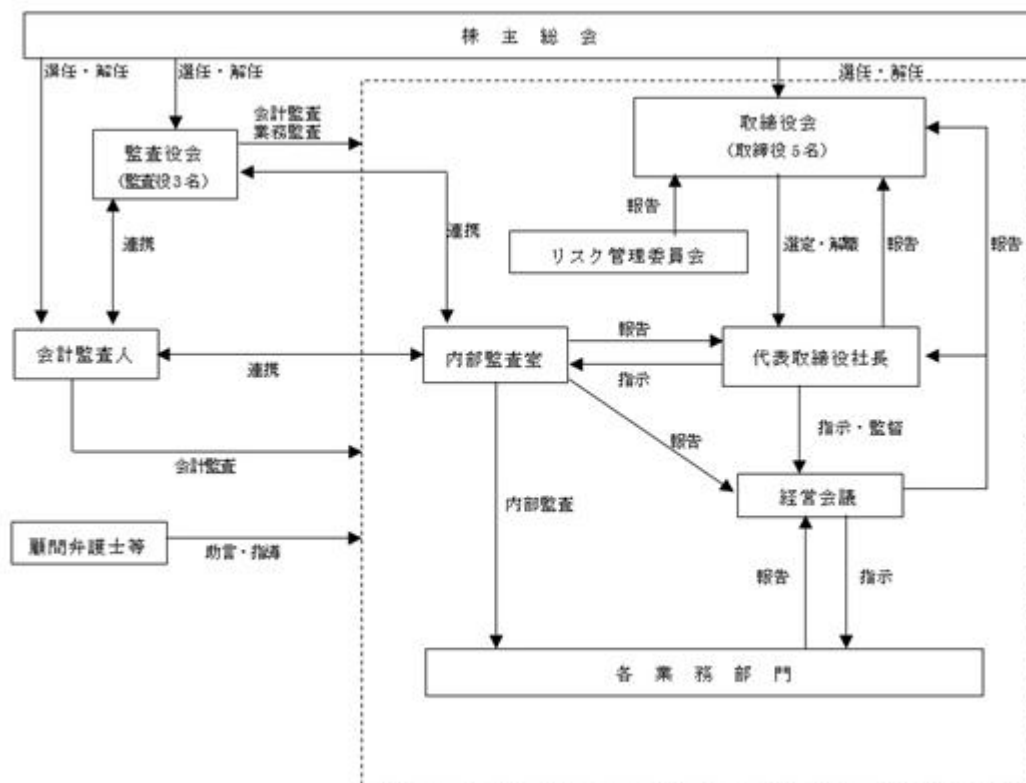 株主総会
選任・解任
選任・解任
選任・解任
会計監査
業務監査
監査役会
(監査役3名)
取締役会
(取締役5名)
報告
連携
連携
選定・解職
報告
報告
リスク管理委員会
会計監査人
連携
内部監査室
報告
指示
代表取締役社長
指示・監督
報告
会計監査
経営会議
内部監査
顧問弁護士等
助言・指導
報告
指示
各業務部門